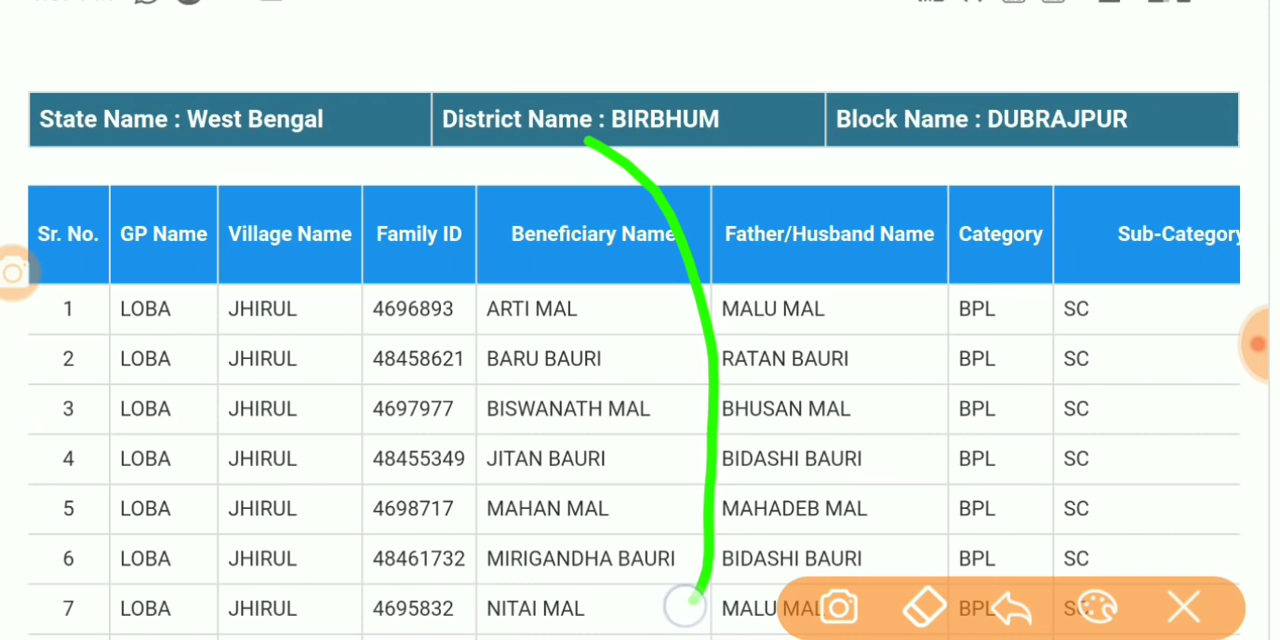 State Name : West Bengal District Name : BIRBHUM Block Name : DUBRAJPUR
Sr. No. GP Name Village Name Family ID Beneficiary Name Father/Husband Name Category Sub-Category
1 LOBA JHIRUL 4696893 ARTI MAL MALU MAL BPL SC
2 LOBA JHIRUL 48458621 BARU BAURI RATAN BAURI BPL SC
3 LOBA JHIRUL 4697977 BISWANATH MAL BHUSAN MAL BPL SC
4 LOBA JHIRUL 48455349 JITAN BAURI BIDASHI BAURI BPL SC
5 LOBA JHIRUL 4698717 MAHAN MAL MAHADEB MAL BPL SC
6 LOBA JHIRUL 48461732 MIRIGANDHA BAURI BIDASHI BAURI BPL SC
7 LOBA JHIRUL 4695832 NITAI MAL MALU MAL BPL SC